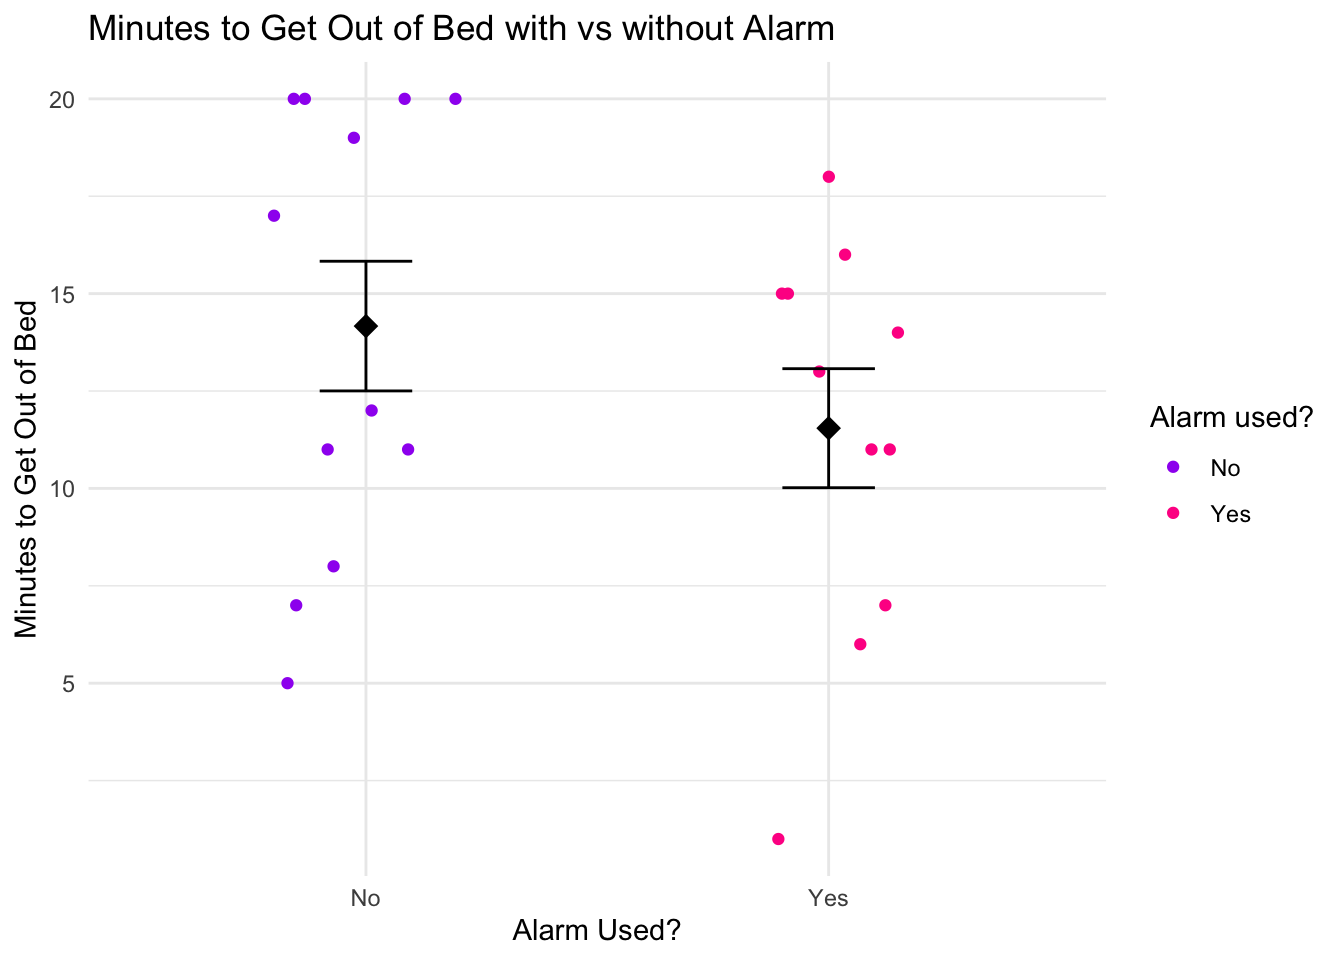 Minutes to Get Out of Bed with vs without Alarm
Minutes to Get Out of Bed
20
15
10
5
No
Yes
Alarm Used?
Alarm used?
No
Yes